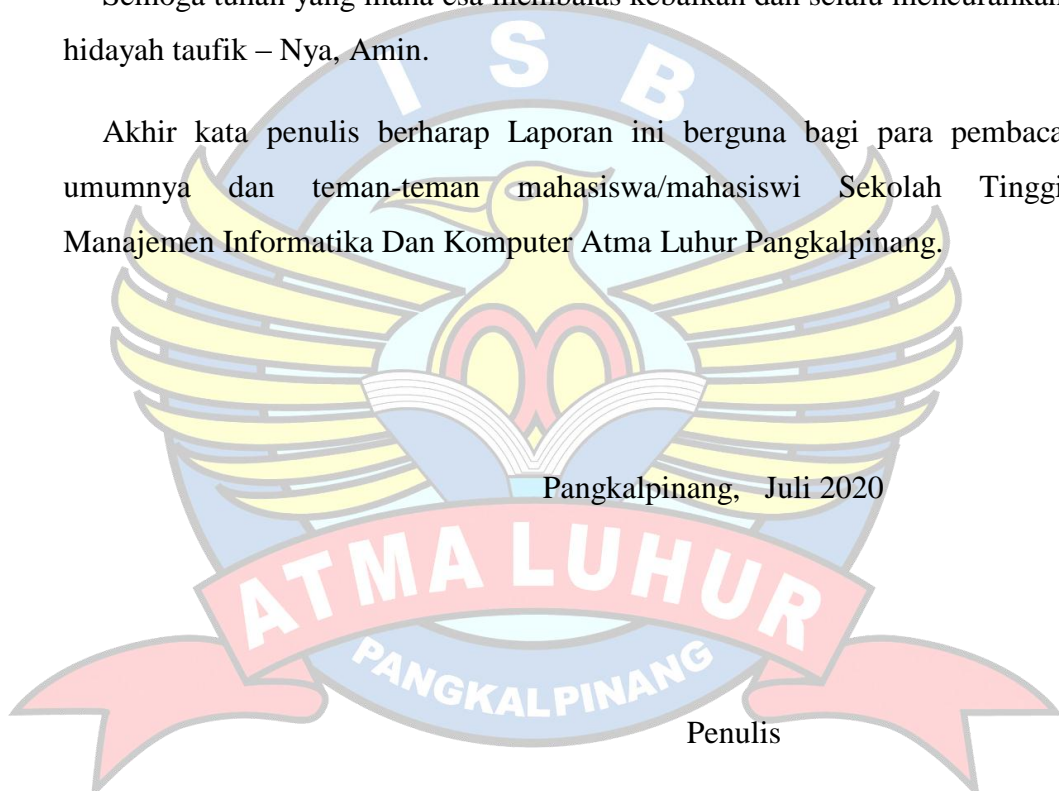 hidayah taufik – Nya, Amin.
Akhir kata penulis berharap Laporan ini berguna bagi para pembaca
umumnya dan teman-teman mahasiswa/mahasiswi Sekolah Tinggi
Manajemen Informatika Dan Komputer Atma Luhur Pangkalpinang.
Pangkalpinang, Juli 2020
Penulis
I S B
ATMA LUHUR
PANGKALPINANG